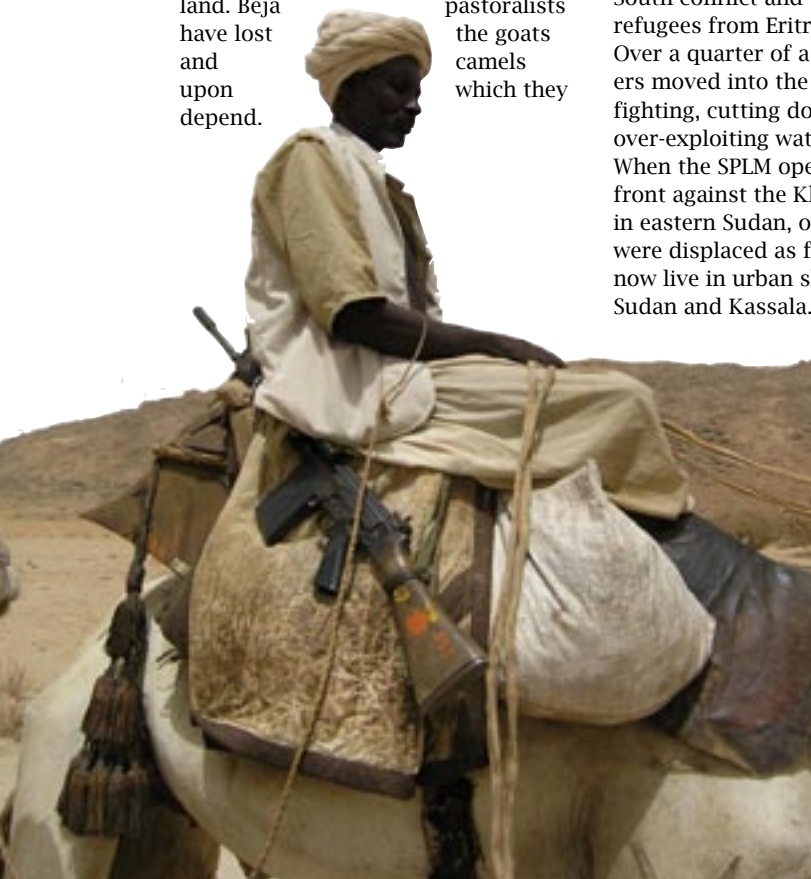 land. Beja pastoralists
have lost the goats
and camels
upon which they
depend.
South conflict and
refugees from Eritr
Over a quarter of a
ers moved into the
fighting, cutting do
over-exploiting wat
When the SPLM ope
front against the
in eastern Sudan, o
were displaced as f
now live in urban s
Sudan and Kassala.